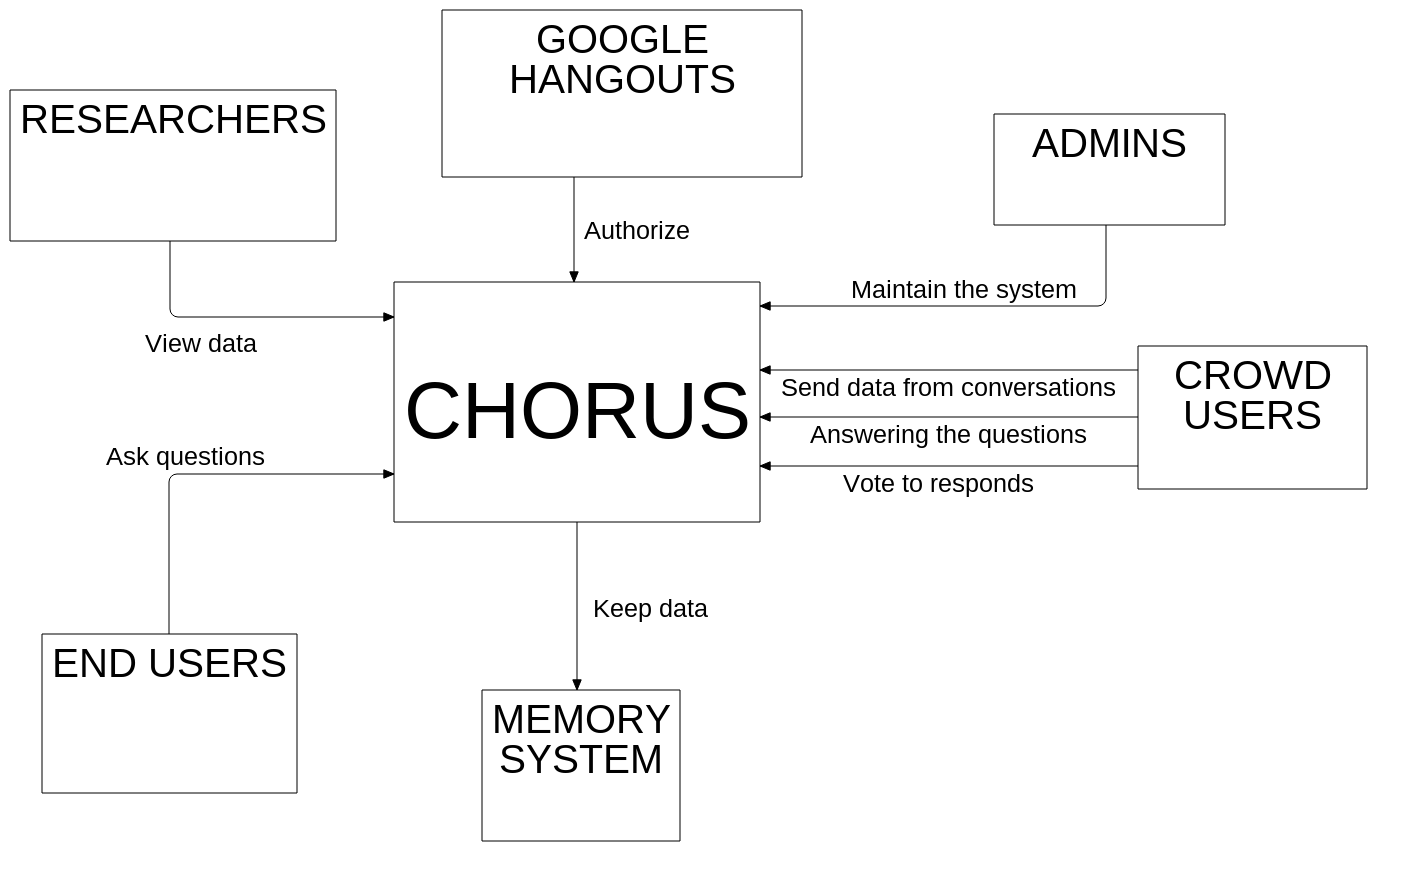 GOOGLE
HANGOUTS
RESEARCHERS
ADMINS
Authorize
Maintain the system
View data
CROWD
USERS
Send data from conversations
CHORUS
Answering the questions
Ask questions
Vote to responds
Keep data
END USERS
MEMORY
SYSTEM